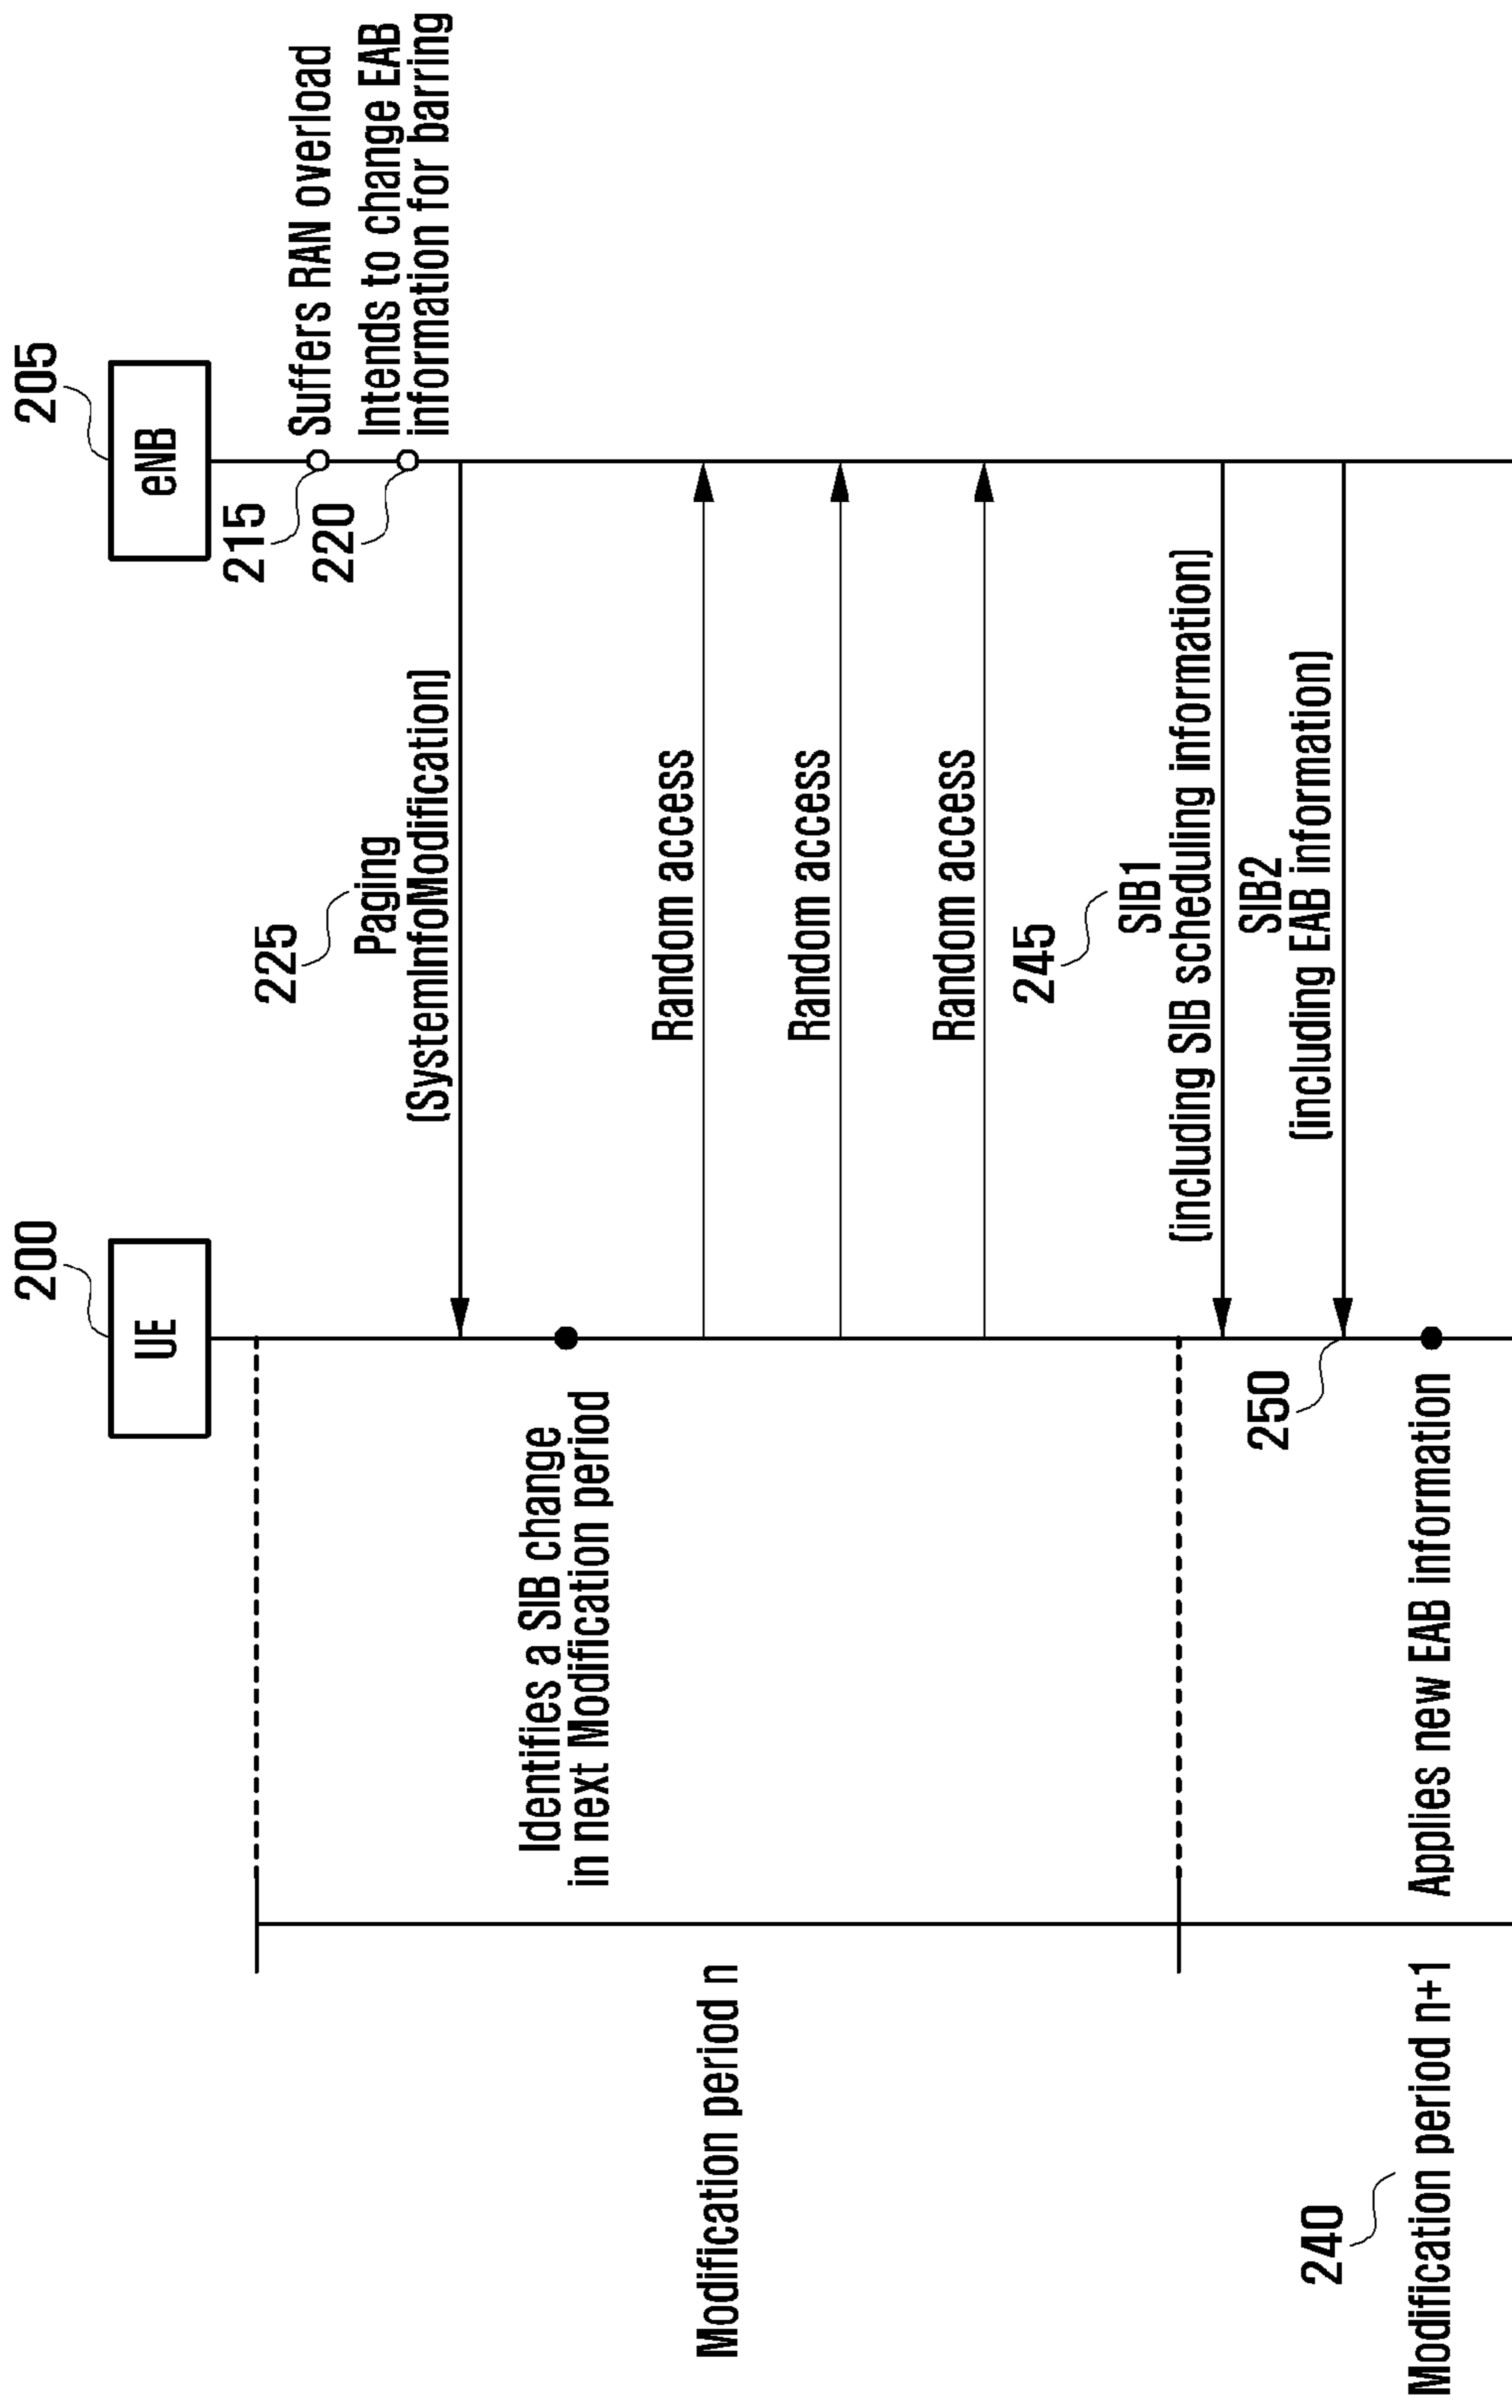 200
UE
205
eNB
215
Suffers RAN overload
220
Intends to change EAB
information for barring
225
Paging
(SystemInfoModification)
Identifies a SIB change
in next Modification period
Modification period n
Random access
Random access
Random access
245
SIB1
(including SIB scheduling information)
SIB2
(including EAB information)
250
240
Modification period n+1
Applies new EAB information